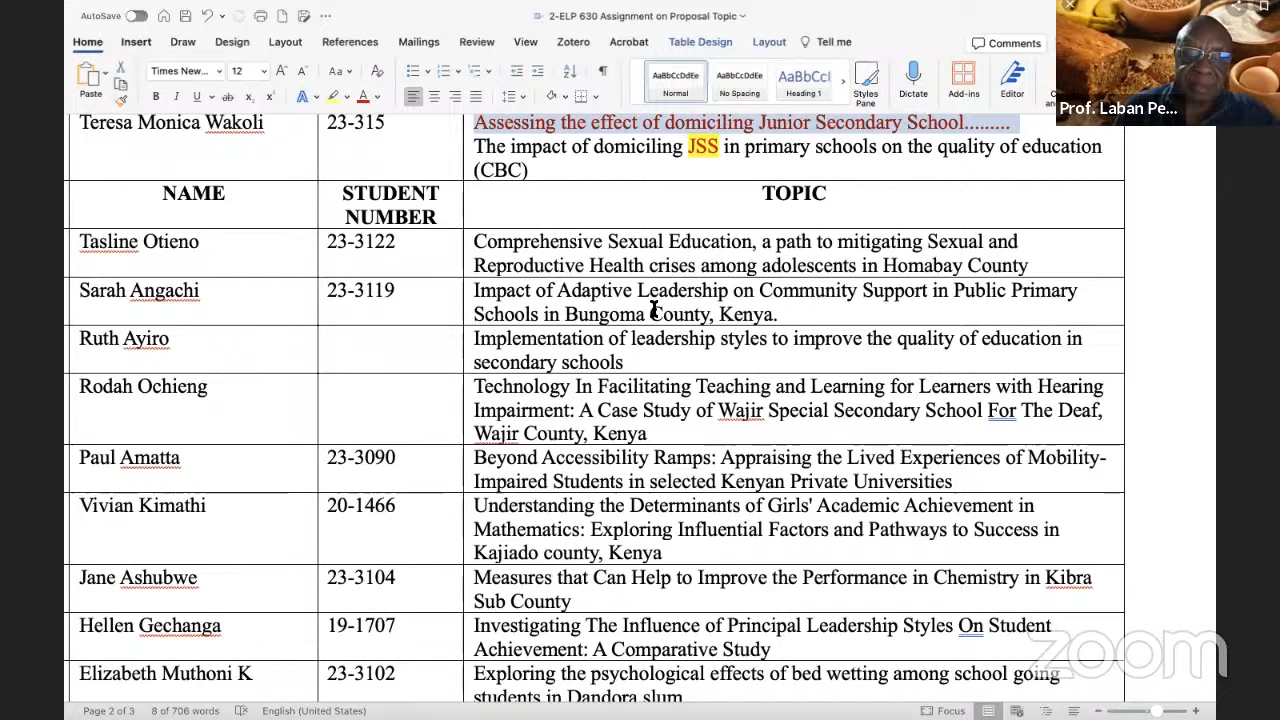 AutoSave
2-ELP 630 Assignment on Proposal Topic
Home Insert Draw Design Layout References Mailings Review View Zotero Acrobat Table Design Layout Tell me
Comments
Paste
Times New... 12
AaBbCcDdEe
Normal
AaBbCcDdEe
No Spacing
AaBbCcI
Heading 1
Styles Pane
Dictate
Add-ins
Editor
Prof. Laban Pe...
Teresa Monica Wakoli 23-315 Assessing the effect of domiciling Junior Secondary School.........
The impact of domiciling JSS in primary schools on the quality of education
(CBC)
NAME STUDENT TOPIC
NUMBER
Tasline Otieno 23-3122 Comprehensive Sexual Education, a path to mitigating Sexual and
Reproductive Health crises among adolescents in Homabay County
Sarah Angachi 23-3119 Impact of Adaptive Leadership on Community Support in Public Primary
Schools in Bungoma County, Kenya.
Ruth Ayiro Implementation of leadership styles to improve the quality of education in
secondary schools
Rodah Ochieng Technology In Facilitating Teaching and Learning for Learners with Hearing
Impairment: A Case Study of Wajir Special Secondary School For The Deaf,
Wajir County, Kenya
Paul Amatta 23-3090 Beyond Accessibility Ramps: Appraising the Lived Experiences of Mobility-
Impaired Students in selected Kenyan Private Universities
Vivian Kimathi 20-1466 Understanding the Determinants of Girls' Academic Achievement in
Mathematics: Exploring Influential Factors and Pathways to Success in
Kajiado county, Kenya
Jane Ashubwe 23-3104 Measures that Can Help to Improve the Performance in Chemistry in Kibra
Sub County
Hellen Gechanga 19-1707 Investigating The Influence of Principal Leadership Styles On Student
Achievement: A Comparative Study
Elizabeth Muthoni K 23-3102 Exploring the psychological effects of bed wetting among school going
students in Dandora slum
zoom
Page 2 of 3 8 of 706 words English (United States) Focus